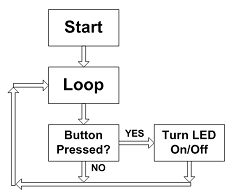 Start
Loop
Button
Pressed?
YES
Turn LED
On/Off
NO